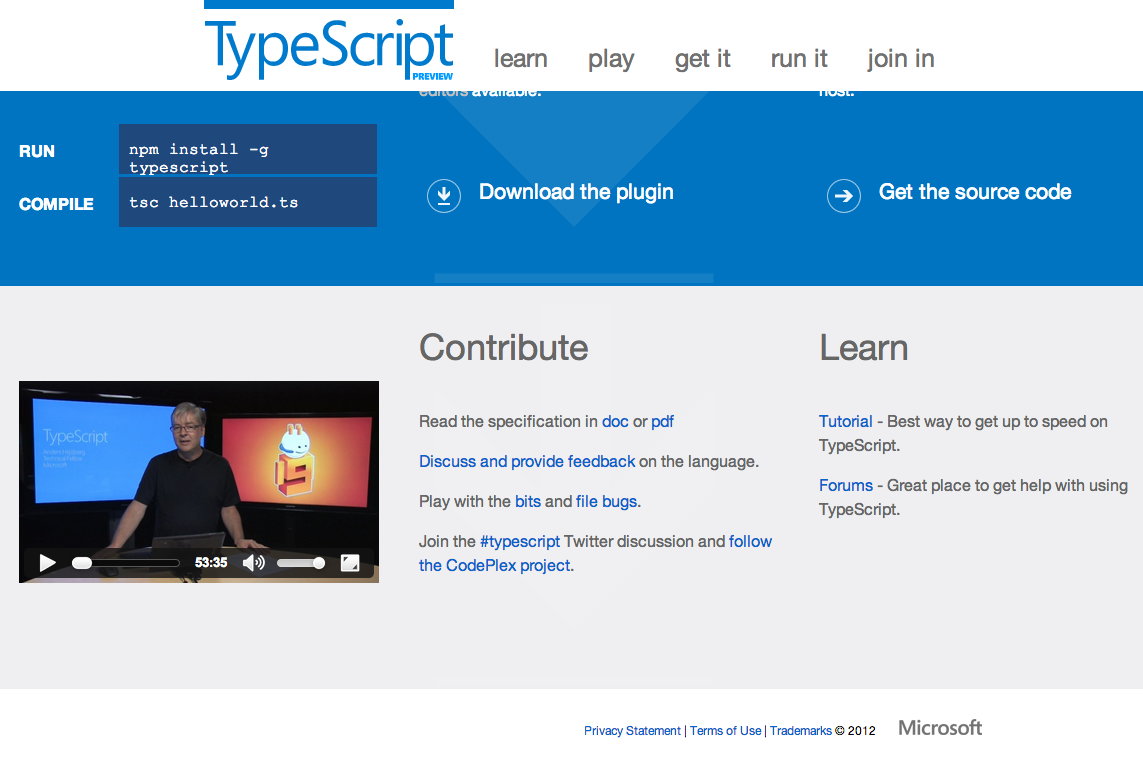 TypeScript
PREVIEW
learn play get it run it join in
editors available.
host.
RUN
npm install -g
typescript
COMPILE
tsc helloworld.ts
Download the plugin
Get the source code
TypeScript
Anders Hejlsberg
Technical Fellow
Microsoft
53:35
Contribute
Read the specification in doc or pdf
Discuss and provide feedback on the language.
Play with the bits and file bugs.
Join the #typescript Twitter discussion and follow
the CodePlex project.
Learn
Tutorial - Best way to get up to speed on
TypeScript.
Forums - Great place to get help with using
TypeScript.
Privacy Statement | Terms of Use | Trademarks © 2012 Microsoft